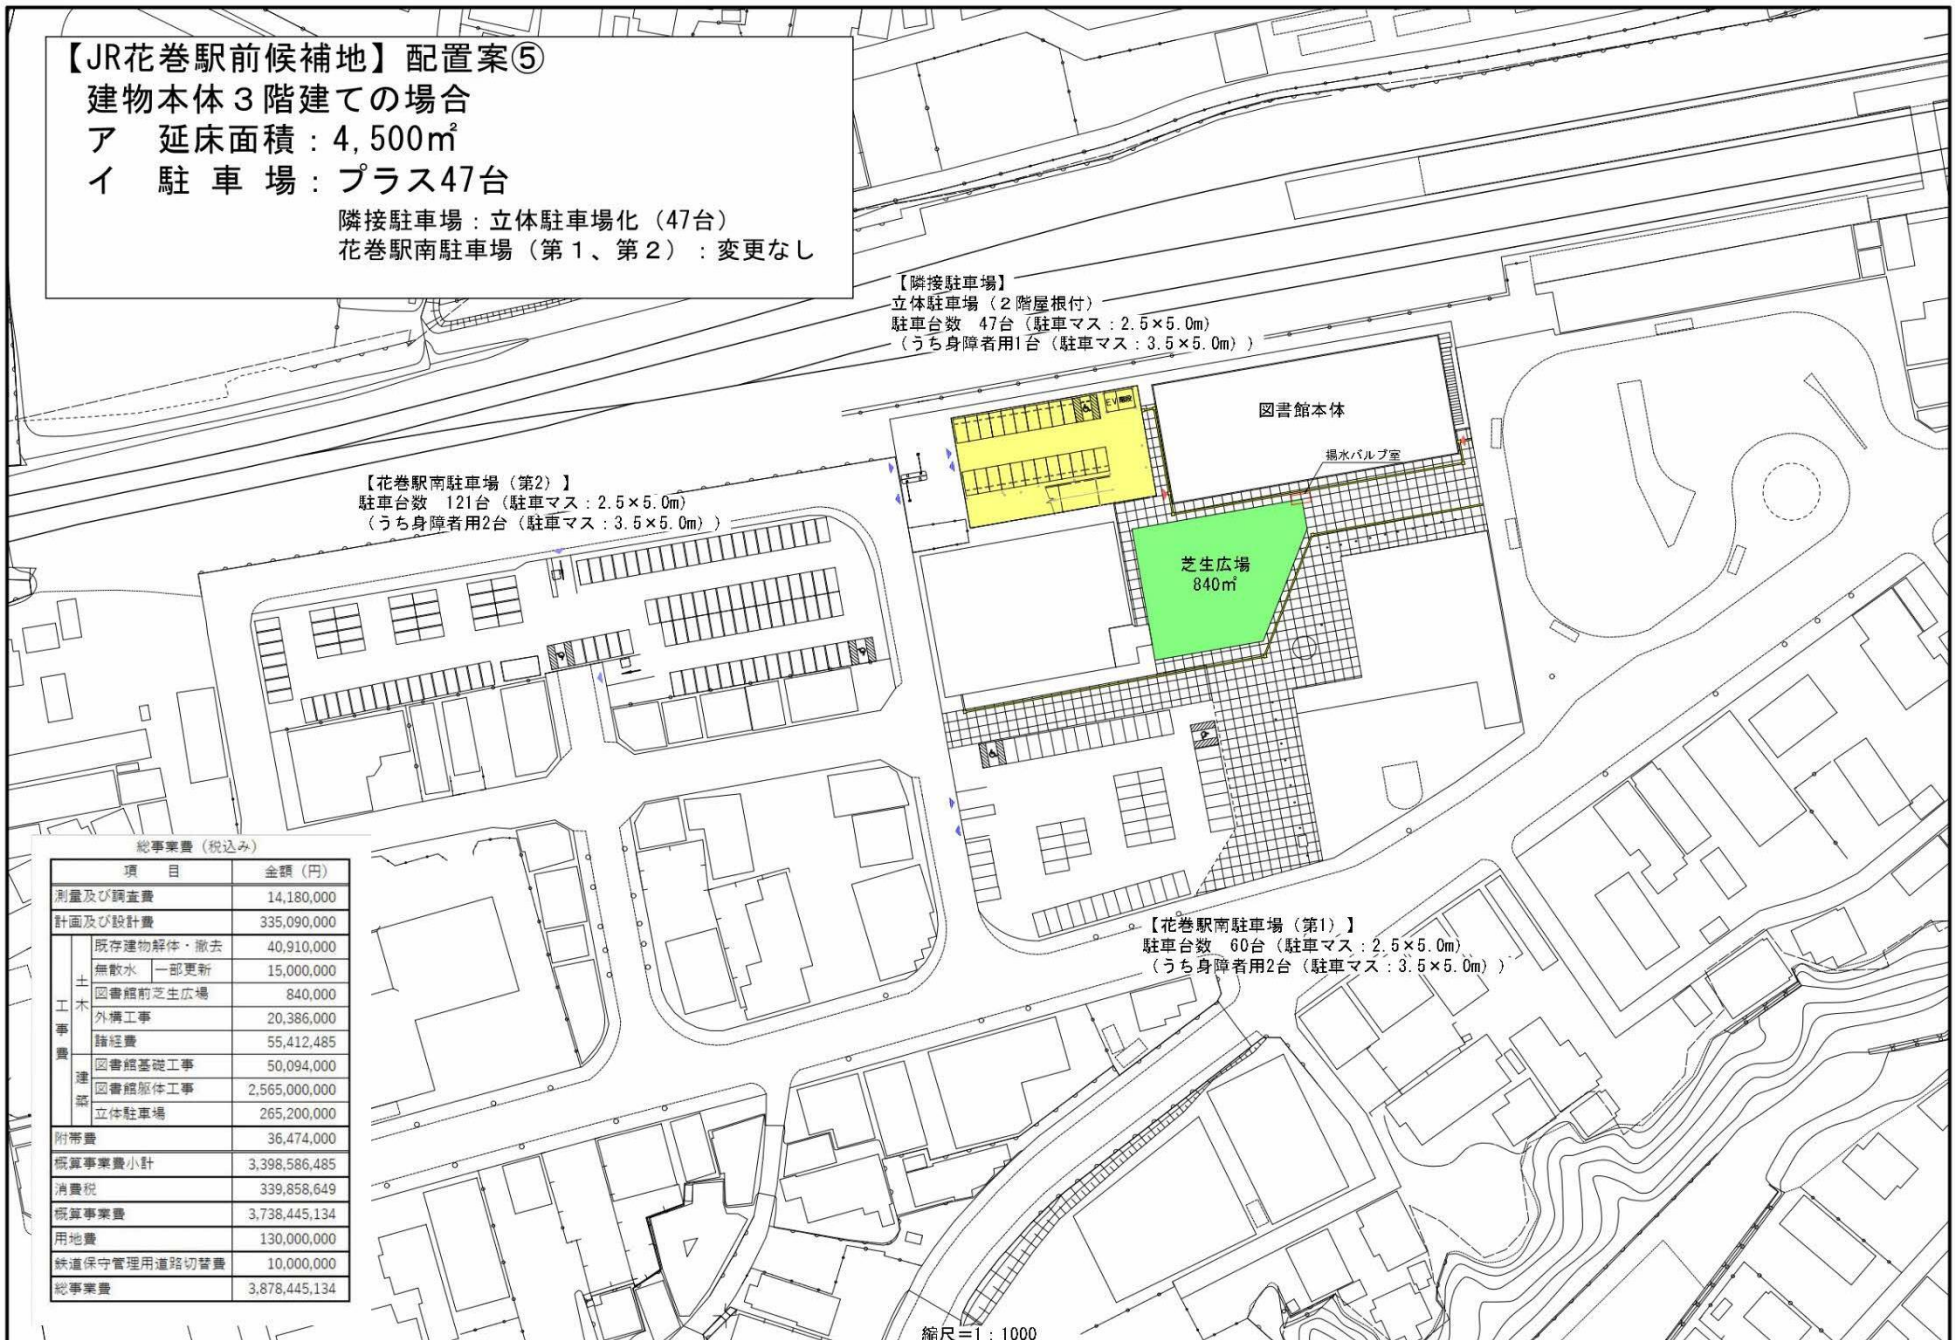 【JR花巻駅前候補地】配置案⑤
建物本体３階建ての場合
ア 延床面積：4,500㎡
イ 駐車場：プラス47台
隣接駐車場：立体駐車場化（47台）
花巻駅南駐車場（第１、第２）：変更なし
【隣接駐車場】
立体駐車場（２階屋根付）
駐車台数 47台（駐車マス：2.5×5.0m）
（うち身障者用1台（駐車マス：3.5×5.0m））
EV 階段
図書館本体
揚水バルブ室
【花巻駅南駐車場（第2）】
駐車台数 121台（駐車マス：2.5×5.0m）
（うち身障者用2台（駐車マス：3.5×5.0m））
芝生広場
840㎡
【花巻駅南駐車場（第1）】
駐車台数 60台（駐車マス：2.5×5.0m）
（うち身障者用2台（駐車マス：3.5×5.0m））
総事業費（税込み）
項 目 金額（円）
測量及び調査費 14,180,000
計画及び設計費 335,090,000
工事費
土木
既存建物解体・撤去 40,910,000
無散水 一部更新 15,000,000
図書館前芝生広場 840,000
外構工事 20,386,000
諸経費 55,412,485
建築
図書館基礎工事 50,094,000
図書館躯体工事 2,565,000,000
立体駐車場 265,200,000
附帯費 36,474,000
概算事業費小計 3,398,586,485
消費税 339,858,649
概算事業費 3,738,445,134
用地費 130,000,000
鉄道保守管理用道路切替費 10,000,000
総事業費 3,878,445,134
縮尺=1：1000